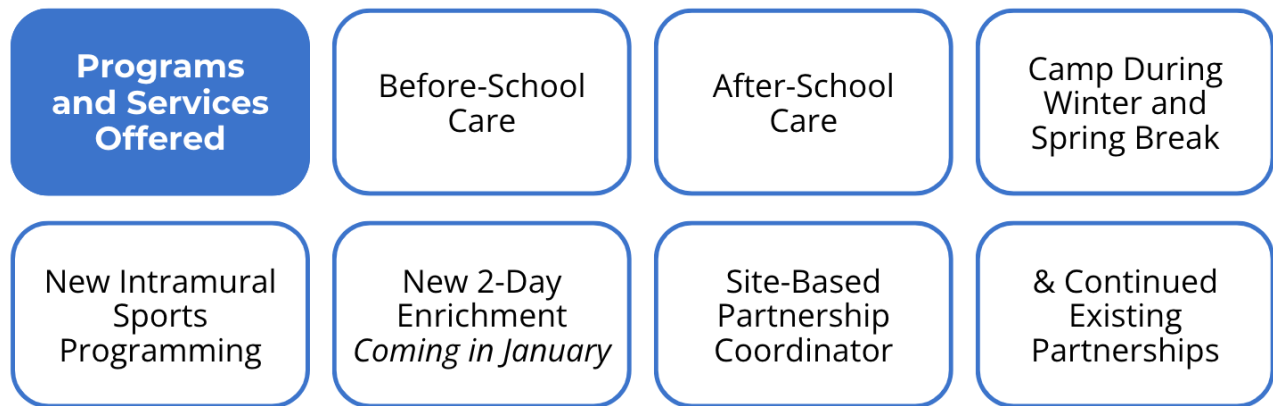 Programs
and Services
Offered
Before-School
Care
After-School
Care
Camp During
Winter and
Spring Break
New Intramural
Sports
Programming
New 2-Day
Enrichment
Coming in January
Site-Based
Partnership
Coordinator
& Continued
Existing
Partnerships